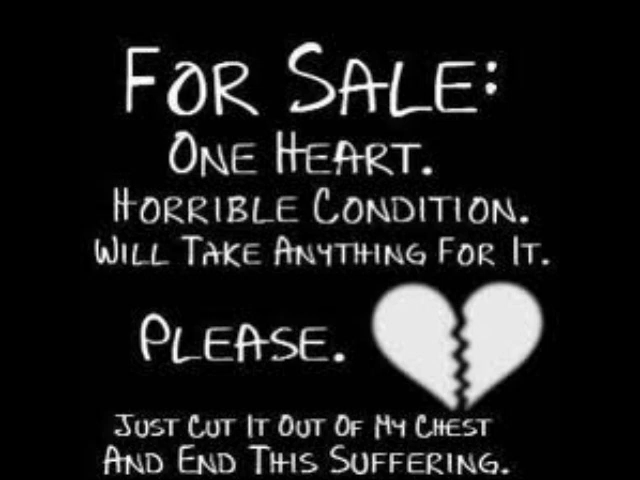 FOR SALE:
ONE HEART.
HORRIBLE CONDITION.
WILL TAKE ANYTHING FOR IT.
PLEASE.
JUST CUT IT OUT OF MY CHEST
AND END THIS SUFFERING.